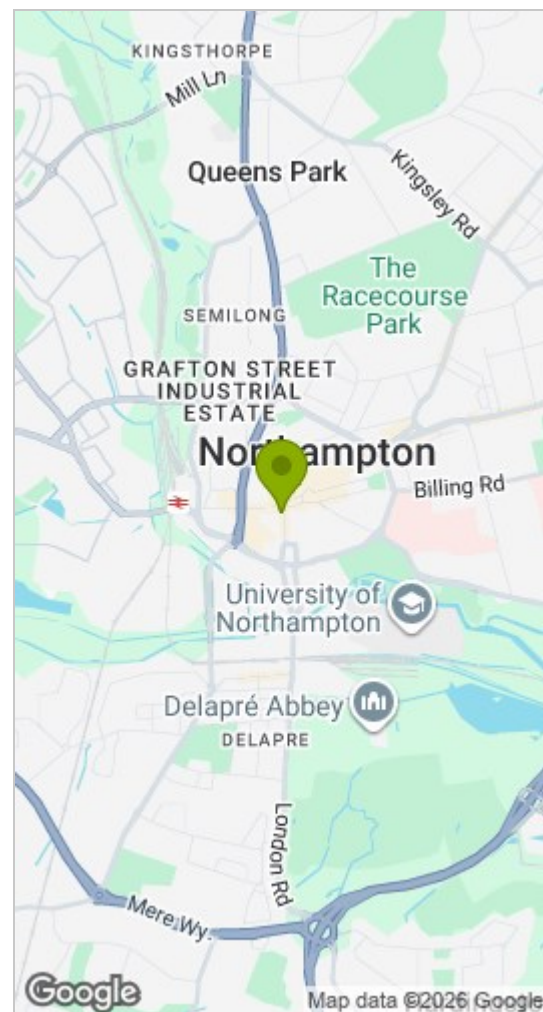 KINGSTHORPE
Mill Ln
Queens Park
Kingsley Rd
The
Racecourse
Park
SEMILONG
GRAFTON STREET
INDUSTRIAL
ESTATE
Northampton
Billing Rd
University of
Northampton
Delapré Abbey
DELAPRE
London Rd
Mere Wy.
Google
Map data ©2026 Google